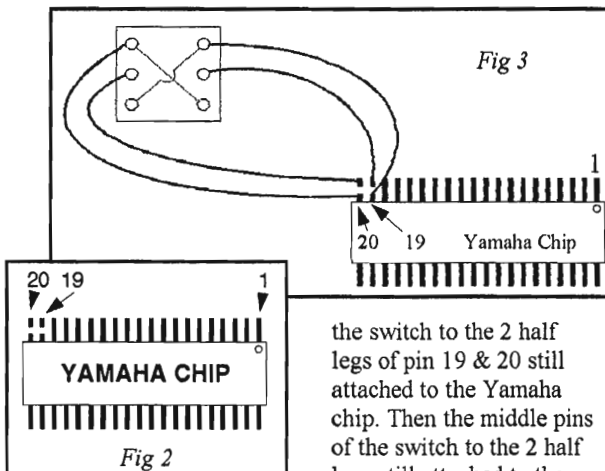 Fig 3
1
20 19 Yamaha Chip
20 19 1
YAMAHA CHIP
Fig 2
the switch to the 2 half
legs of pin 19 & 20 still
attached to the Yamaha
chip. Then the middle pins
of the switch to the 2 half